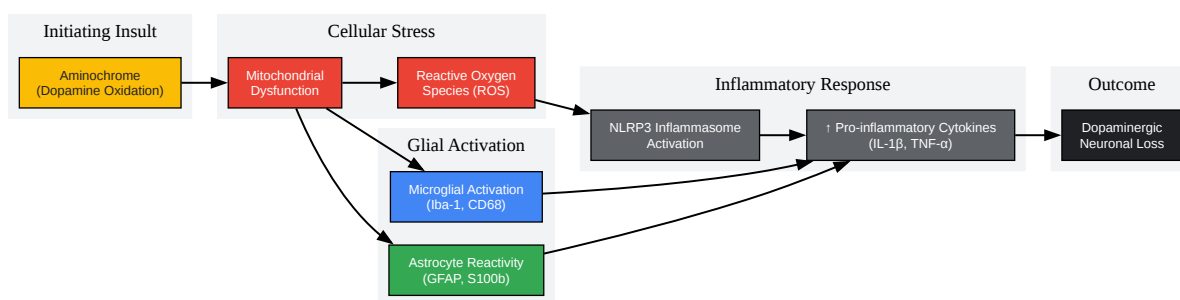 Initiating Insult
Aminochrome
(Dopamine Oxidation)
Cellular Stress
Mitochondrial
Dysfunction
Reactive Oxygen
Species (ROS)
Glial Activation
Microglial Activation
(Iba-1, CD68)
Astrocyte Reactivity
(GFAP, S100b)
Inflammatory Response
NLRP3 Inflammasome
Activation
↑ Pro-inflammatory Cytokines
(IL-1β, TNF-α)
Outcome
Dopaminergic
Neuronal Loss